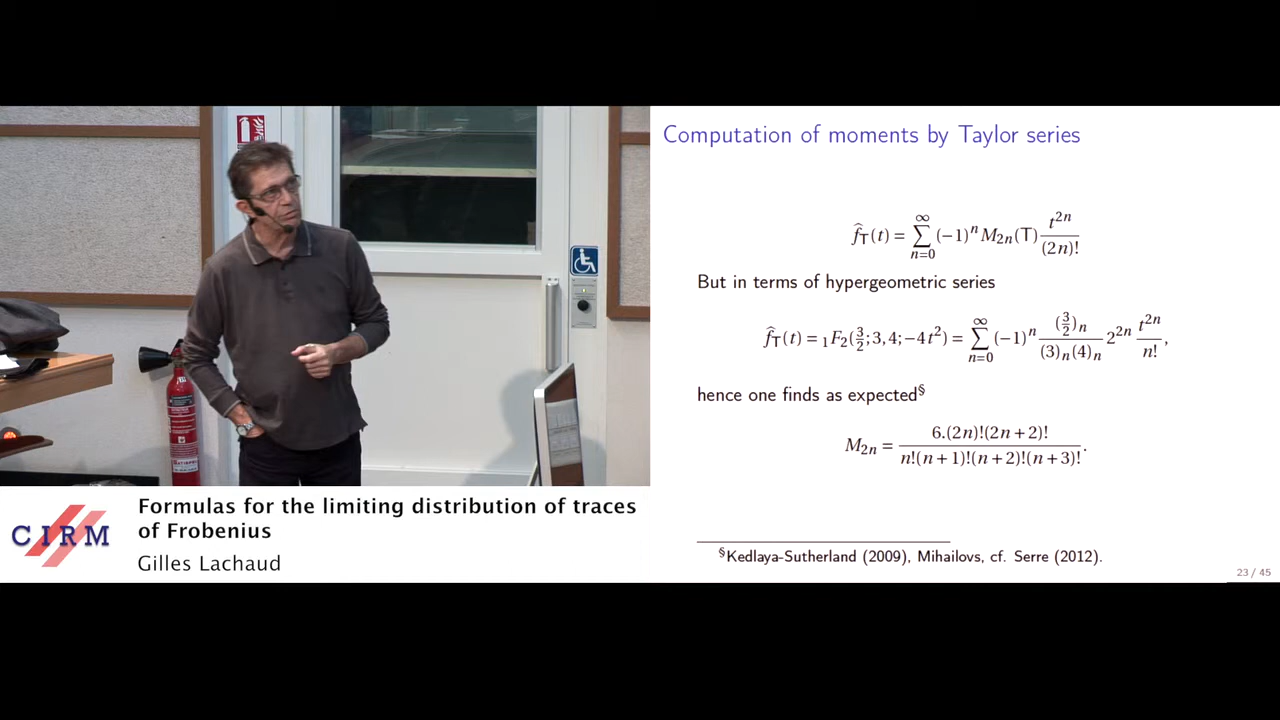 Computation of moments by Taylor series
f̂_T(t) = ∑_{n=0}^{∞} (−1)^n M_{2n}(T) t^{2n}/(2n)!
But in terms of hypergeometric series
f̂_T(t) = ₁F₂(3/2; 3, 4; −4t²) = ∑_{n=0}^{∞} (−1)^n (3/2)_n/((3)_n(4)_n) 2^{2n} t^{2n}/n!,
hence one finds as expected§
M_{2n} = 6.(2n)!(2n+2)!/(n!(n+1)!(n+2)!(n+3)!).
§Kedlaya-Sutherland (2009), Mihailovs, cf. Serre (2012).
23 / 45
CIRM
Formulas for the limiting distribution of traces
of Frobenius
Gilles Lachaud